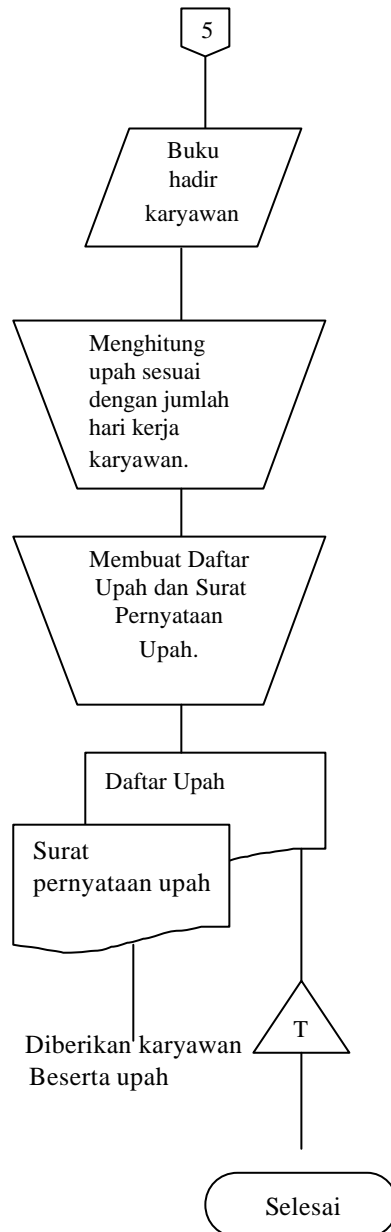 5
Buku
hadir
karyawan
Menghitung
upah sesuai
dengan jumlah
hari kerja
karyawan.
Membuat Daftar
Upah dan Surat
Pernyataan
Upah.
Daftar Upah
Surat
pernyataan upah
Diberikan karyawan
Beserta upah
T
Selesai